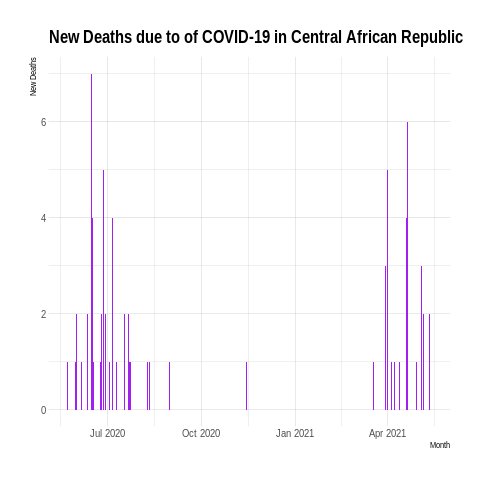 New Deaths due to of COVID-19 in Central African Republic
New Deaths
6
4
2
0
Jul 2020 Oct 2020 Jan 2021 Apr 2021
Month